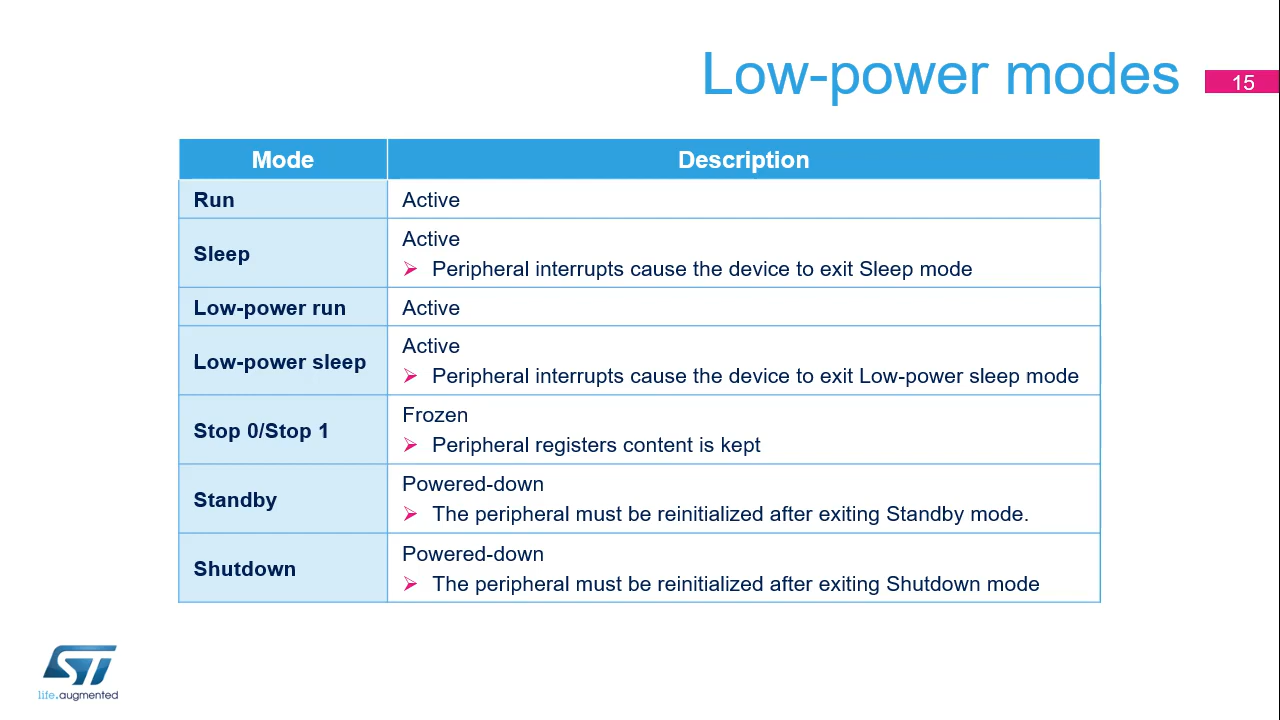 Low-power modes
15
Mode Description
Run Active
Sleep Active
➢ Peripheral interrupts cause the device to exit Sleep mode
Low-power run Active
Low-power sleep Active
➢ Peripheral interrupts cause the device to exit Low-power sleep mode
Stop 0/Stop 1 Frozen
➢ Peripheral registers content is kept
Standby Powered-down
➢ The peripheral must be reinitialized after exiting Standby mode.
Shutdown Powered-down
➢ The peripheral must be reinitialized after exiting Shutdown mode
ST
life.augmented